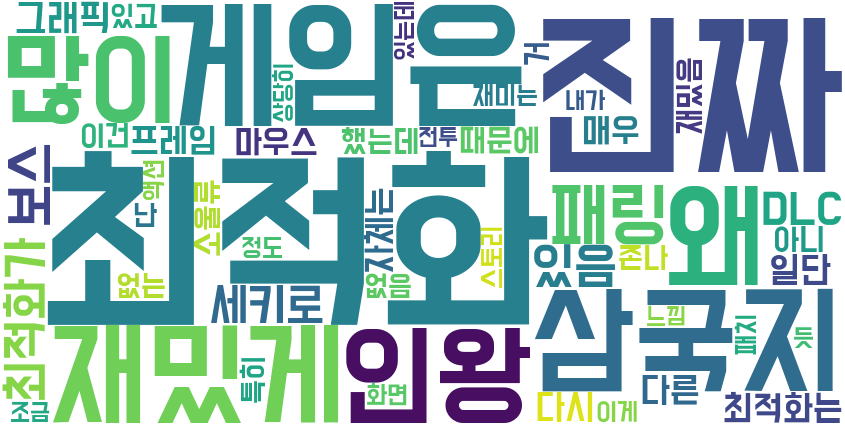 그래픽
있고
많이
게임은
상당히
있는데
재미는
거
진짜
내가
매우
재밌음
이건
프레임
마우스
했는데
전투
때문에
보스
최적화
액션
난
소울류
정도
자체는
스토리
패링
왜
DLC
아니
일단
있음
존나
최적화가
없는
세키로
없음
재밌게
특히
인왕
화면
삼국지
느낌
패치
듯
조금
다시
이게
다른
최적화는